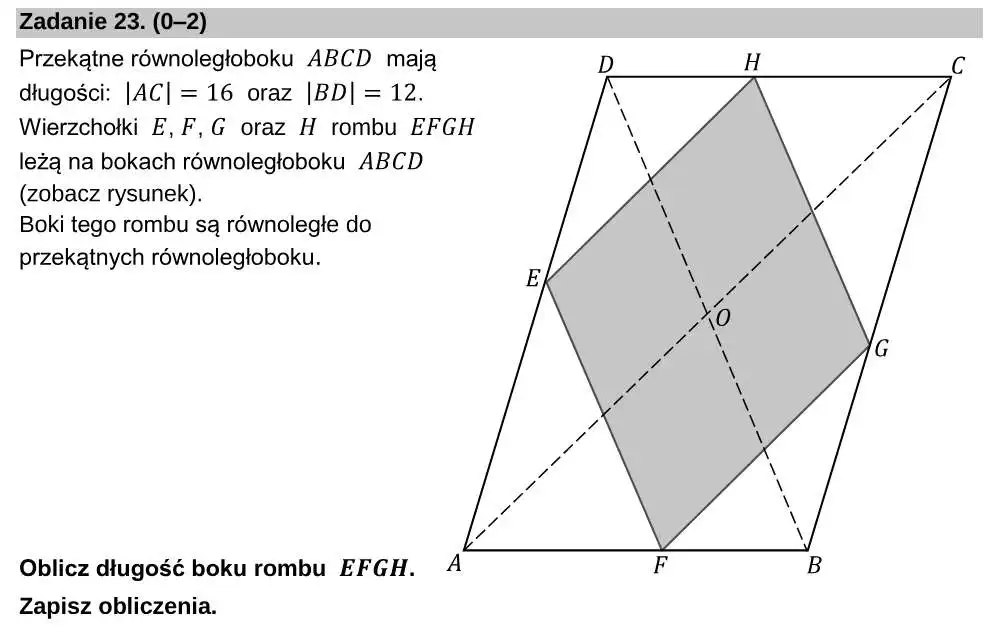 Zadanie 23. (0–2)
Przekątne równoległoboku ABCD mają
długości: |AC| = 16 oraz |BD| = 12.
Wierzchołki E, F, G oraz H rombu EFGH
leżą na bokach równoległoboku ABCD
(zobacz rysunek).
Boki tego rombu są równoległe do
przekątnych równoległoboku.
D
H
C
E
O
G
A
F
B
Oblicz długość boku rombu EFGH.
Zapisz obliczenia.